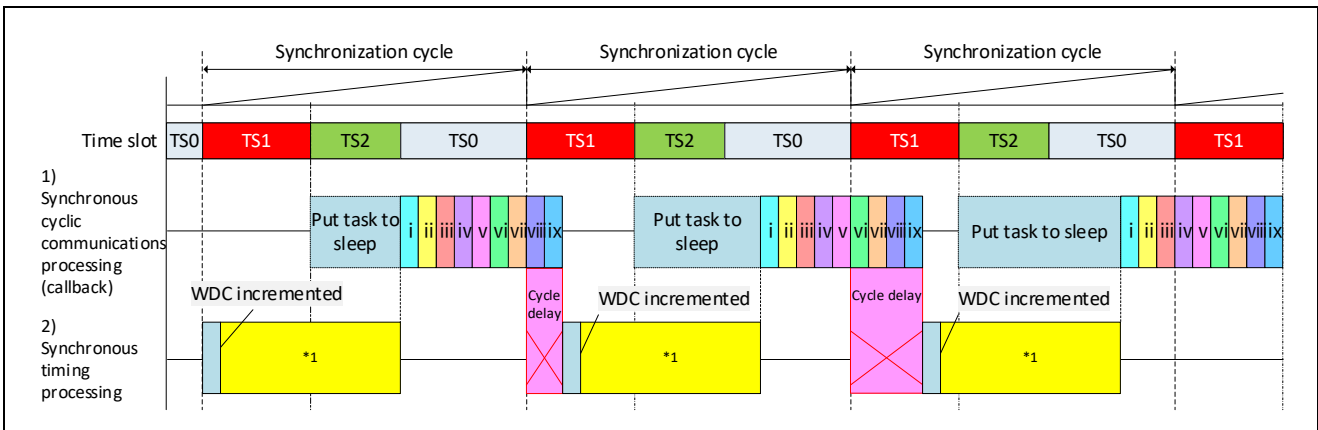 Synchronization cycle Synchronization cycle Synchronization cycle
Time slot TS0 TS1 TS2 TS0 TS1 TS2 TS0 TS1 TS2 TS0 TS1
1)
Synchronous
cyclic
communications
processing
(callback)
Put task to
sleep
i ii iii iv v vi vii viii ix
Put task to
sleep
i ii iii iv v vi vii viii ix
Put task to sleep
i ii iii iv v vi vii viii ix
WDC incremented
Cycle
delay
WDC incremented
Cycle delay
WDC incremented
2)
Synchronous
timing
processing
*1 *1 *1